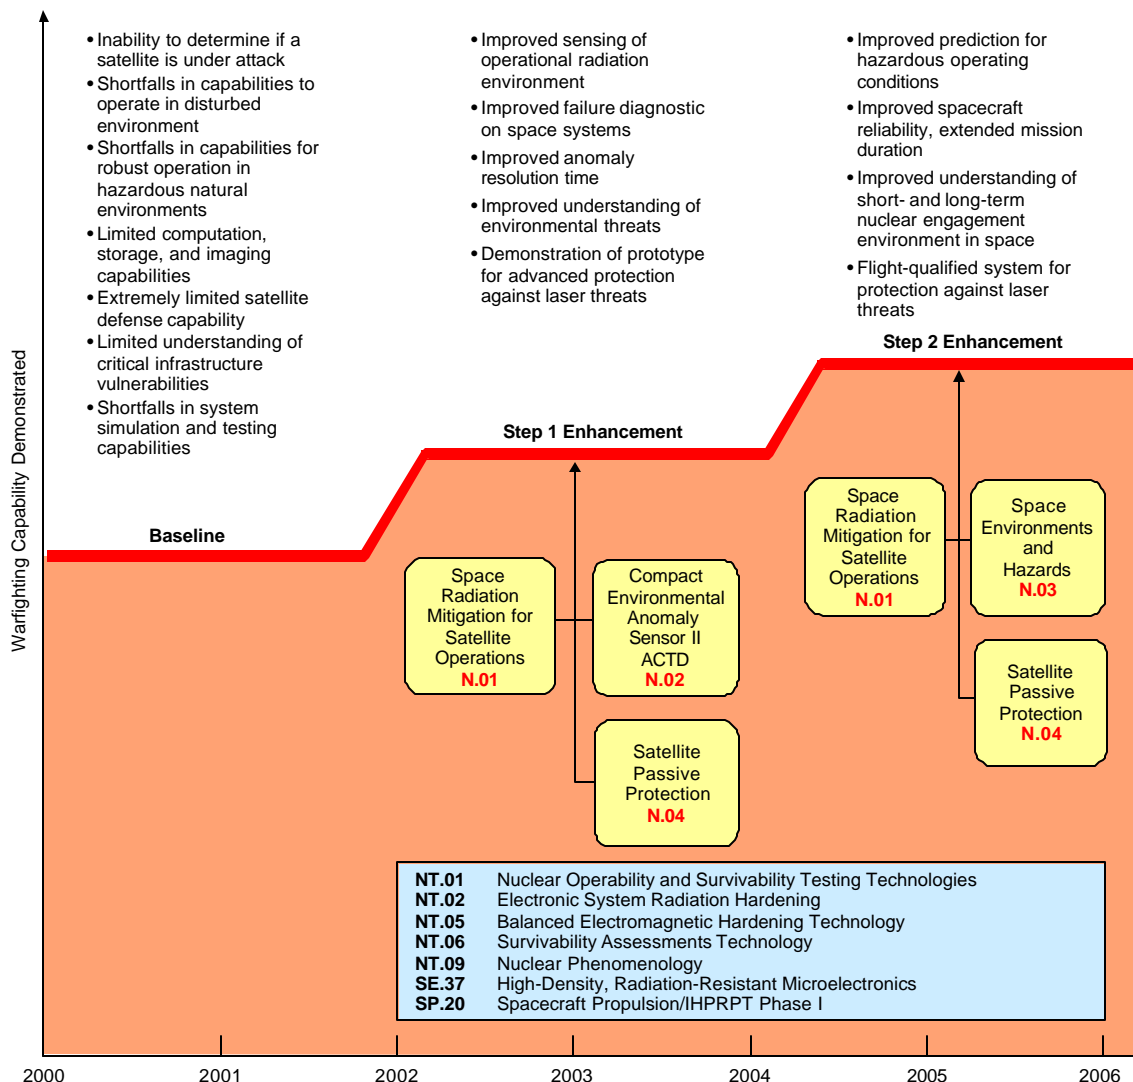 • Inability to determine if a
satellite is under attack
• Shortfalls in capabilities to
operate in disturbed
environment
• Shortfalls in capabilities for
robust operation in
hazardous natural
environments
• Limited computation,
storage, and imaging
capabilities
• Extremely limited satellite
defense capability
• Limited understanding of
critical infrastructure
vulnerabilities
• Shortfalls in system
simulation and testing
capabilities
• Improved sensing of
operational radiation
environment
• Improved failure diagnostic
on space systems
• Improved anomaly
resolution time
• Improved understanding of
environmental threats
• Demonstration of prototype
for advanced protection
against laser threats
• Improved prediction for
hazardous operating
conditions
• Improved spacecraft
reliability, extended mission
duration
• Improved understanding of
short- and long-term
nuclear engagement
environment in space
• Flight-qualified system for
protection against laser
threats
Warfighting Capability Demonstrated
Baseline
Step 1 Enhancement
Step 2 Enhancement
Space
Radiation
Mitigation for
Satellite
Operations
N.01
Compact
Environmental
Anomaly
Sensor II
ACTD
N.02
Satellite
Passive
Protection
N.04
Space
Radiation
Mitigation for
Satellite
Operations
N.01
Space
Environments
and
Hazards
N.03
Satellite
Passive
Protection
N.04
NT.01 Nuclear Operability and Survivability Testing Technologies
NT.02 Electronic System Radiation Hardening
NT.05 Balanced Electromagnetic Hardening Technology
NT.06 Survivability Assessments Technology
NT.09 Nuclear Phenomenology
SE.37 High-Density, Radiation-Resistant Microelectronics
SP.20 Spacecraft Propulsion/IHPRPT Phase I
2000 2001 2002 2003 2004 2005 2006